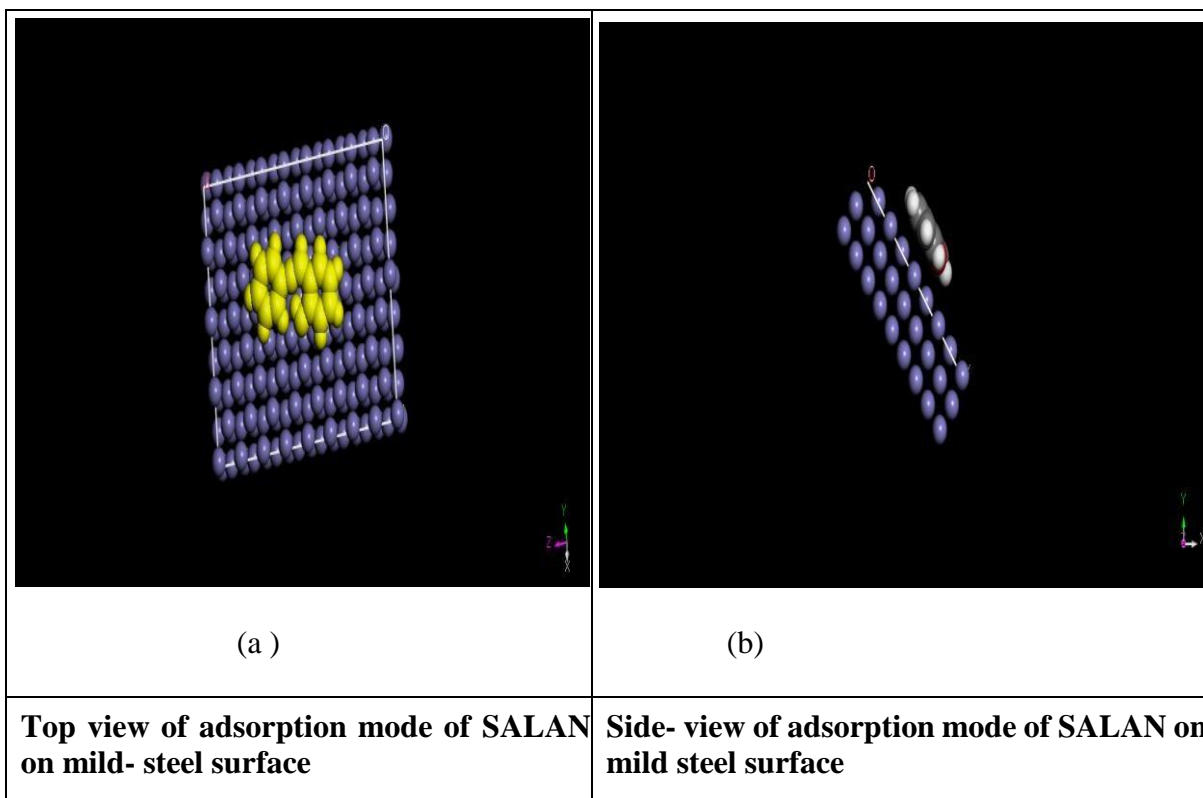 O
Y
Z
X
O
Y
Z
X
(a )
(b)
Top view of adsorption mode of SALAN
on mild- steel surface
Side- view of adsorption mode of SALAN on
mild steel surface